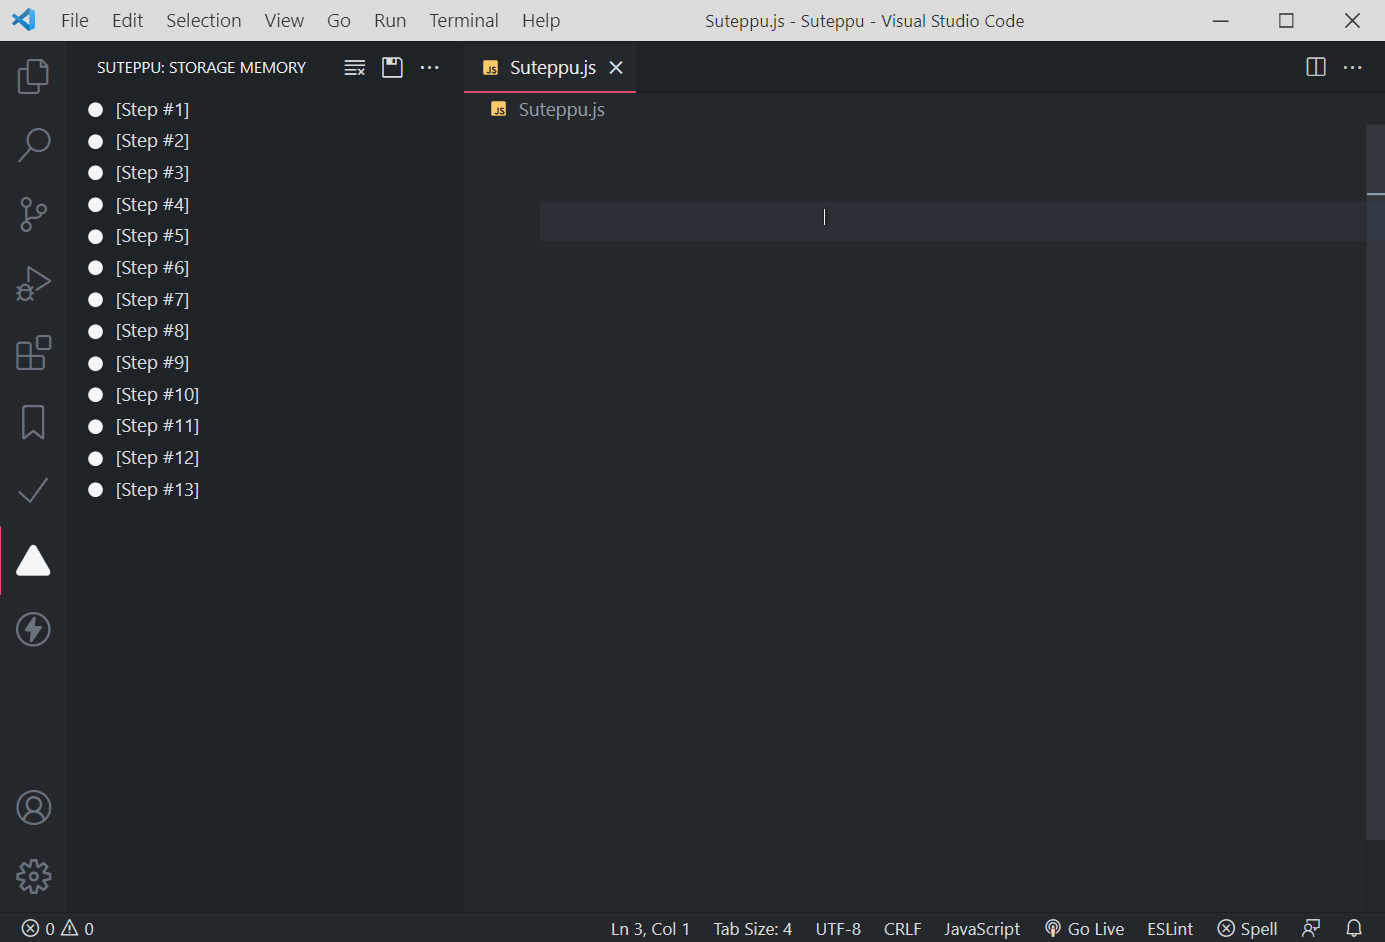 File Edit Selection View Go Run Terminal Help Suteppu.js - Suteppu - Visual Studio Code
SUTEPPU: STORAGE MEMORY
[Step #1]
[Step #2]
[Step #3]
[Step #4]
[Step #5]
[Step #6]
[Step #7]
[Step #8]
[Step #9]
[Step #10]
[Step #11]
[Step #12]
[Step #13]
JS Suteppu.js
JS Suteppu.js
0 0 Ln 3, Col 1 Tab Size: 4 UTF-8 CRLF JavaScript Go Live ESLint Spell